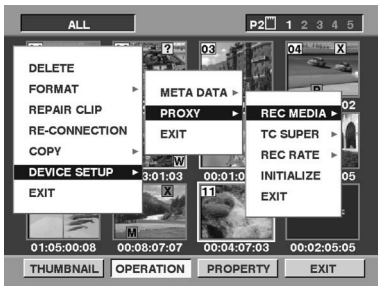 ALL
P2 1 2 3 4 5
?
03
04 X
DELETE
FORMAT
REPAIR CLIP
RE-CONNECTION
COPY
DEVICE SETUP
EXIT
META DATA
PROXY
EXIT
REC MEDIA
TC SUPER
REC RATE
INITIALIZE
EXIT
02
W
3:01:03
00:01:0
05
X
11
M
01:05:00:08
00:08:07:07
00:04:07:03
00:02:05:05
THUMBNAIL
OPERATION
PROPERTY
EXIT